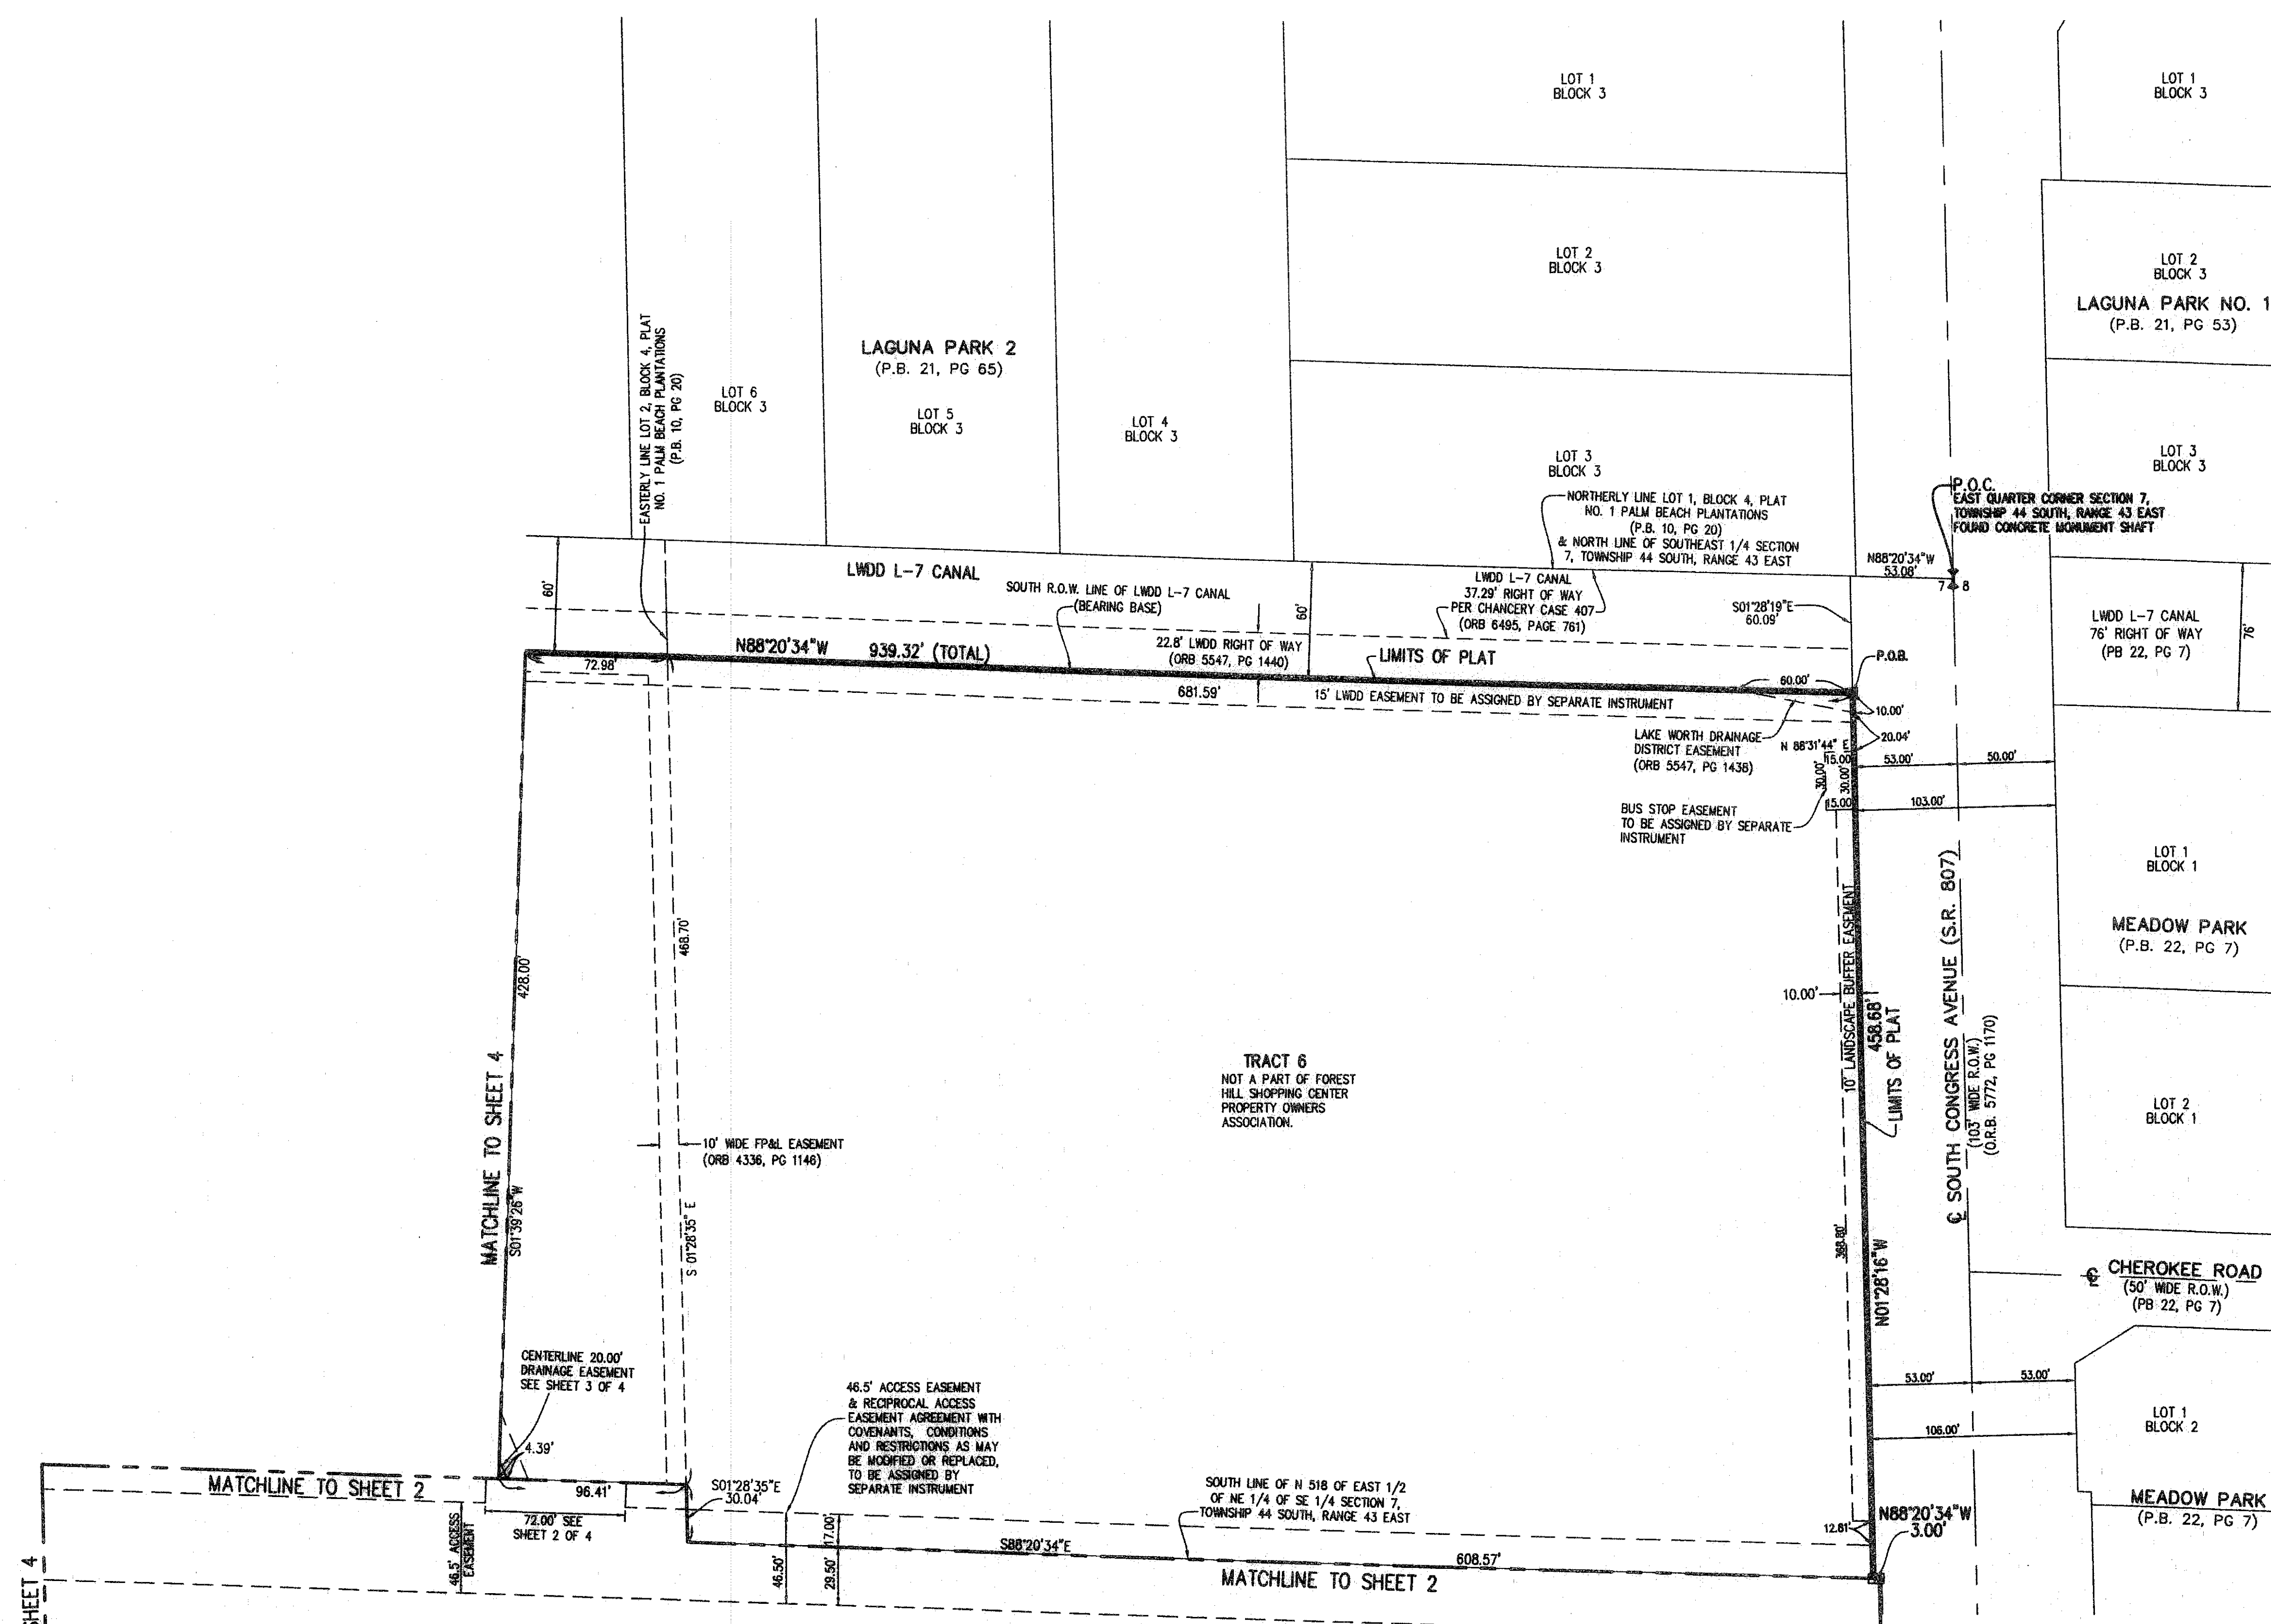 LOT 1
BLOCK 3
LOT 1
BLOCK 3
LOT 2
BLOCK 3
LOT 2
BLOCK 3
LAGUNA PARK NO. 1
(P.B. 21, PG 53)
EASTERLY LINE LOT 2, BLOCK 4, PLAT
NO. 1 PALM BEACH PLANTATIONS
(P.B. 10, PG 20)
LAGUNA PARK 2
(P.B. 21, PG 65)
LOT 6
BLOCK 3
LOT 5
BLOCK 3
LOT 4
BLOCK 3
LOT 3
BLOCK 3
LOT 3
BLOCK 3
NORTHERLY LINE LOT 1, BLOCK 4, PLAT
NO. 1 PALM BEACH PLANTATIONS
(P.B. 10, PG 20)
& NORTH LINE OF SOUTHEAST 1/4 SECTION
7, TOWNSHIP 44 SOUTH, RANGE 43 EAST
P.O.C.
EAST QUARTER CORNER SECTION 7,
TOWNSHIP 44 SOUTH, RANGE 43 EAST
FOUND CONCRETE MONUMENT SHAFT
N88°20'34"W
53.08'
7 8
60'
LWDD L-7 CANAL
SOUTH R.O.W. LINE OF LWDD L-7 CANAL
(BEARING BASE)
60'
LWDD L-7 CANAL
37.29' RIGHT OF WAY
PER CHANCERY CASE 407
(ORB 6495, PAGE 761)
S01°28'19"E
60.09'
LWDD L-7 CANAL
76' RIGHT OF WAY
(PB 22, PG 7)
76'
N88°20'34"W 939.32' (TOTAL)
22.8' LWDD RIGHT OF WAY
(ORB 5547, PG 1440)
LIMITS OF PLAT
P.O.B.
72.98'
681.59'
15' LWDD EASEMENT TO BE ASSIGNED BY SEPARATE INSTRUMENT
60.00'
10.00'
20.04'
LAKE WORTH DRAINAGE
DISTRICT EASEMENT
(ORB 5547, PG 1438)
N 88°31'44" E
15.00
30.00'
30.00'
15.00
53.00'
50.00'
103.00'
BUS STOP EASEMENT
TO BE ASSIGNED BY SEPARATE
INSTRUMENT
LOT 1
BLOCK 1
MEADOW PARK
(P.B. 22, PG 7)
428.00'
468.70'
10.00'
10' LANDSCAPE BUFFER EASEMENT
458.68'
LIMITS OF PLAT
SOUTH CONGRESS AVENUE (S.R. 807)
(103' WIDE R.O.W.)
(O.R.B. 5772, PG 1170)
TRACT 6
NOT A PART OF FOREST
HILL SHOPPING CENTER
PROPERTY OWNERS
ASSOCIATION.
LOT 2
BLOCK 1
MATCHLINE TO SHEET 4
S01°39'26"W
10' WIDE FP&L EASEMENT
(ORB 4336, PG 1146)
S 01°28'35" E
368.80'
N01°28'16"W
CHEROKEE ROAD
(50' WIDE R.O.W.)
(PB 22, PG 7)
CENTERLINE 20.00'
DRAINAGE EASEMENT
SEE SHEET 3 OF 4
46.5' ACCESS EASEMENT
& RECIPROCAL ACCESS
EASEMENT AGREEMENT WITH
COVENANTS, CONDITIONS
AND RESTRICTIONS AS MAY
BE MODIFIED OR REPLACED,
TO BE ASSIGNED BY
SEPARATE INSTRUMENT
53.00'
53.00'
106.00'
LOT 1
BLOCK 2
4.39'
MATCHLINE TO SHEET 2
96.41'
72.00' SEE
SHEET 2 OF 4
S01°28'35"E
30.04'
46.5' ACCESS
EASEMENT
46.50'
29.50'
17.00'
SOUTH LINE OF N 518 OF EAST 1/2
OF NE 1/4 OF SE 1/4 SECTION 7,
TOWNSHIP 44 SOUTH, RANGE 43 EAST
S88°20'34"E
608.57'
MATCHLINE TO SHEET 2
12.81'
N88°20'34"W
3.00'
MEADOW PARK
(P.B. 22, PG 7)
SHEET 4